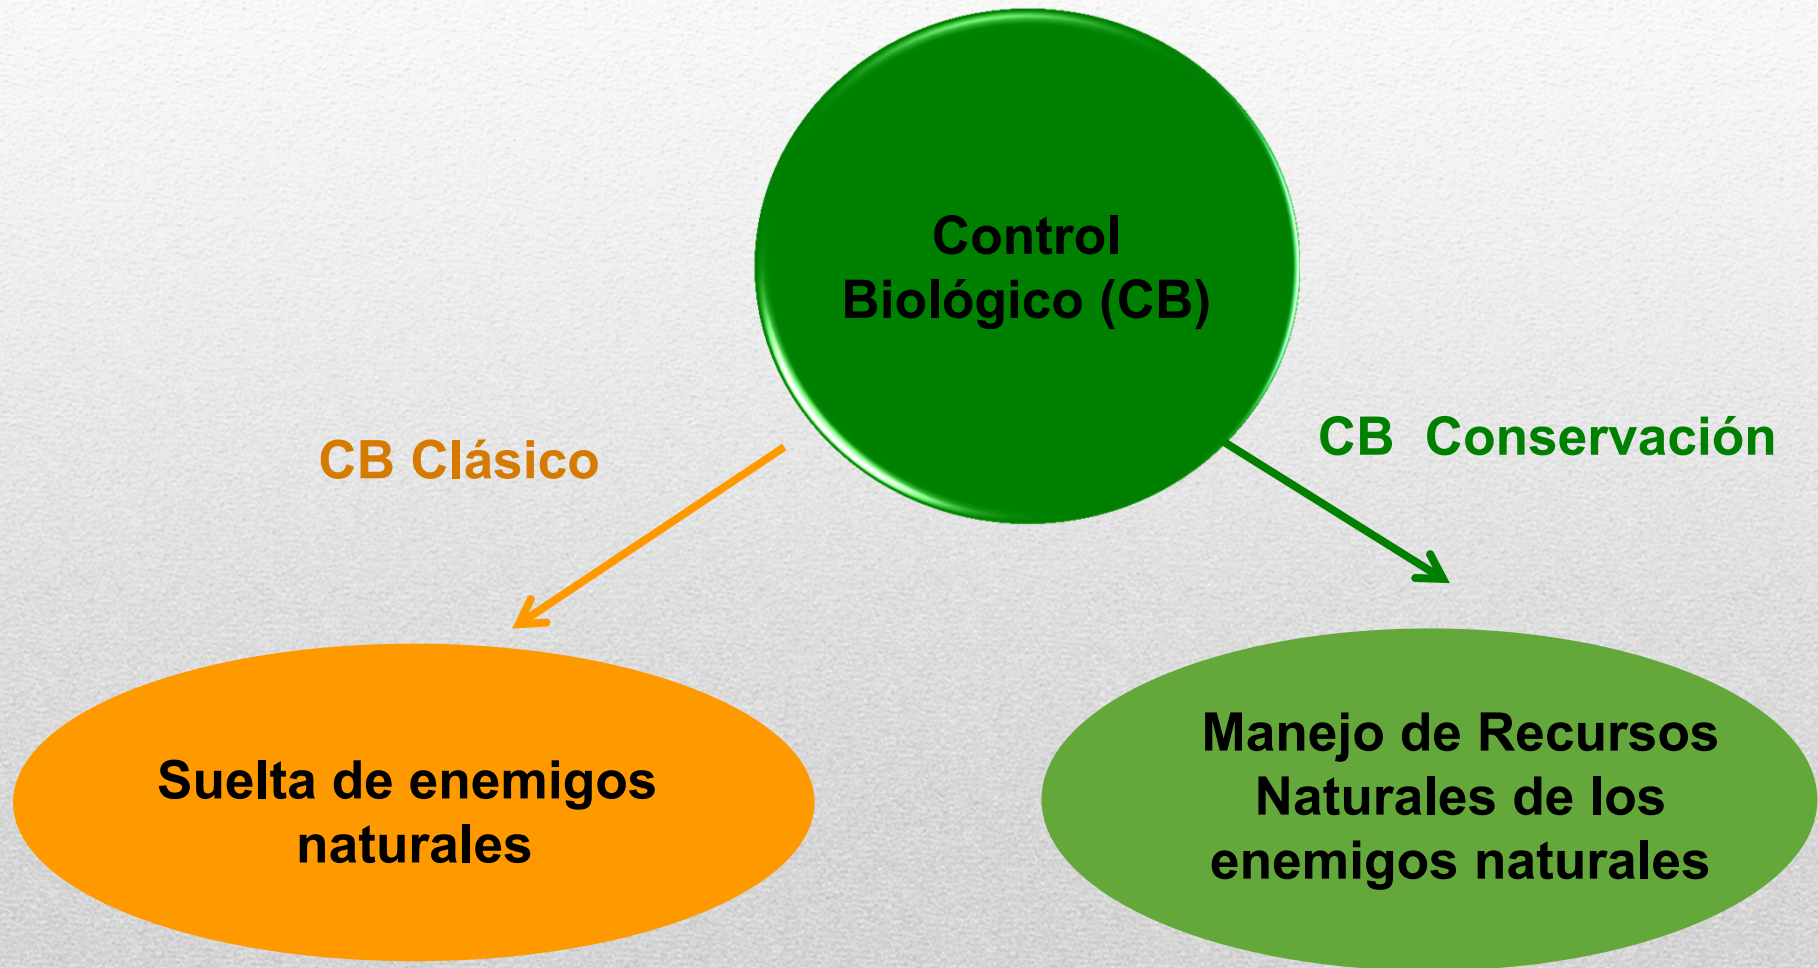 Control
Biológico (CB)
CB Clásico
CB Conservación
Suelta de enemigos
naturales
Manejo de Recursos
Naturales de los
enemigos naturales